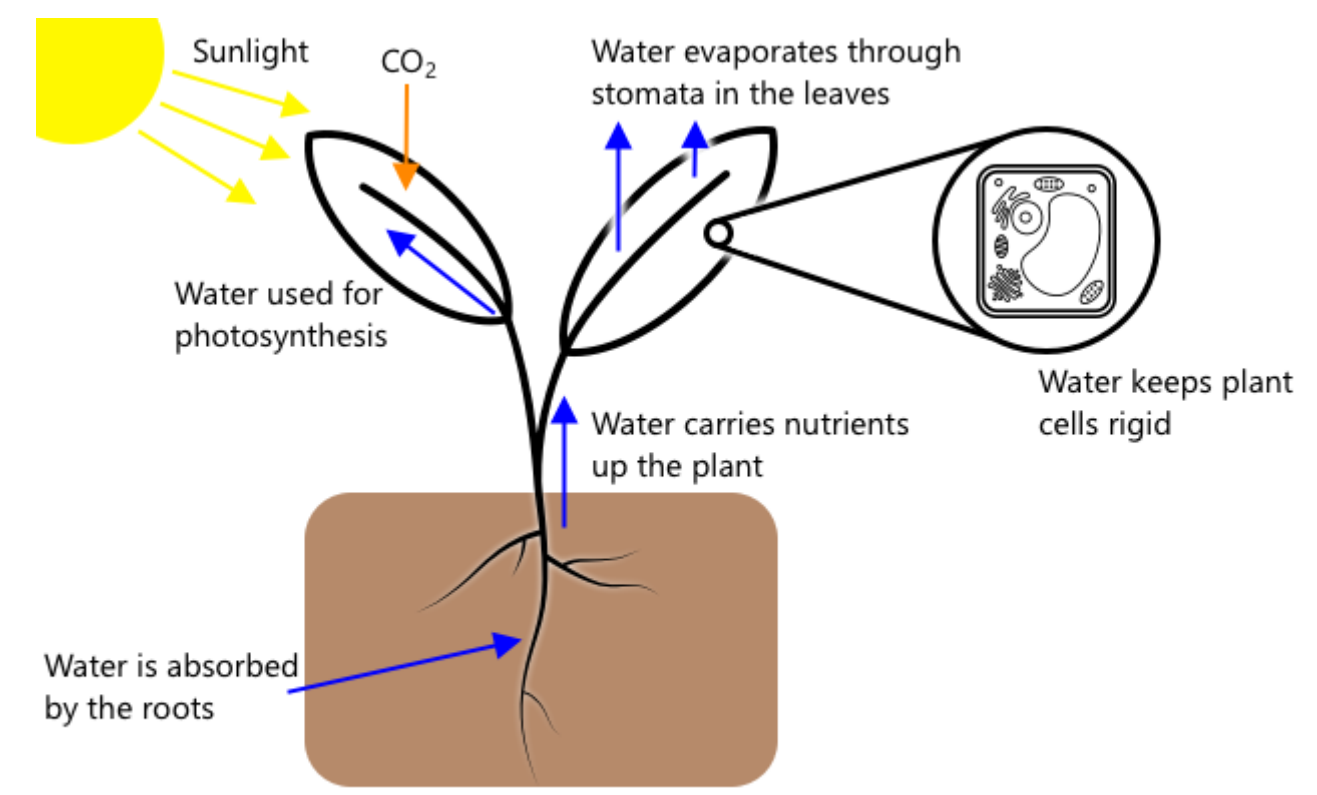 Sunlight
CO₂
Water evaporates through
stomata in the leaves
Water used for
photosynthesis
Water keeps plant
cells rigid
Water carries nutrients
up the plant
Water is absorbed
by the roots